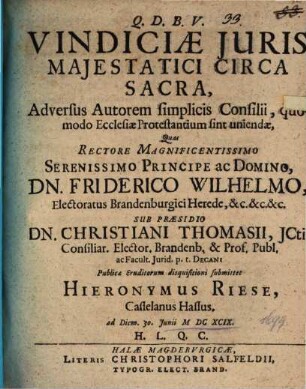 Q. D. B. V. 33.
VINDICIÆ JURIS
MAJESTATICI CIRCA
SACRA,
Adversus Autorem simplicis Consilii, quo
modo Ecclesiæ Protestantium sint uniendæ,
Quas
RECTORE MAGNIFICENTISSIMO
SERENISSIMO PRINCIPE ac DOMINO,
DN. FRIDERICO WILHELMO,
Electoratus Brandenburgici Herede, &c.&c.&c.
SUB PRÆSIDIO
DN. CHRISTIANI THOMASII, JCti
Consiliar. Elector, Brandenb, & Prof. Publ.
ac Facult. Jurid. p. t. DECANI
Publicæ Eruditorum disquisitioni submittet
HIERONYMUS RIESE,
Casselanus Hassus,
ad Diem. 30. Junii M DC XCIX.
H. L. Q. C.
1699.
HALÆ MAGDEBURGICÆ,
LITERIS CHRISTOPHORI SALFELDII,
TYPOGR. ELECT. BRAND.